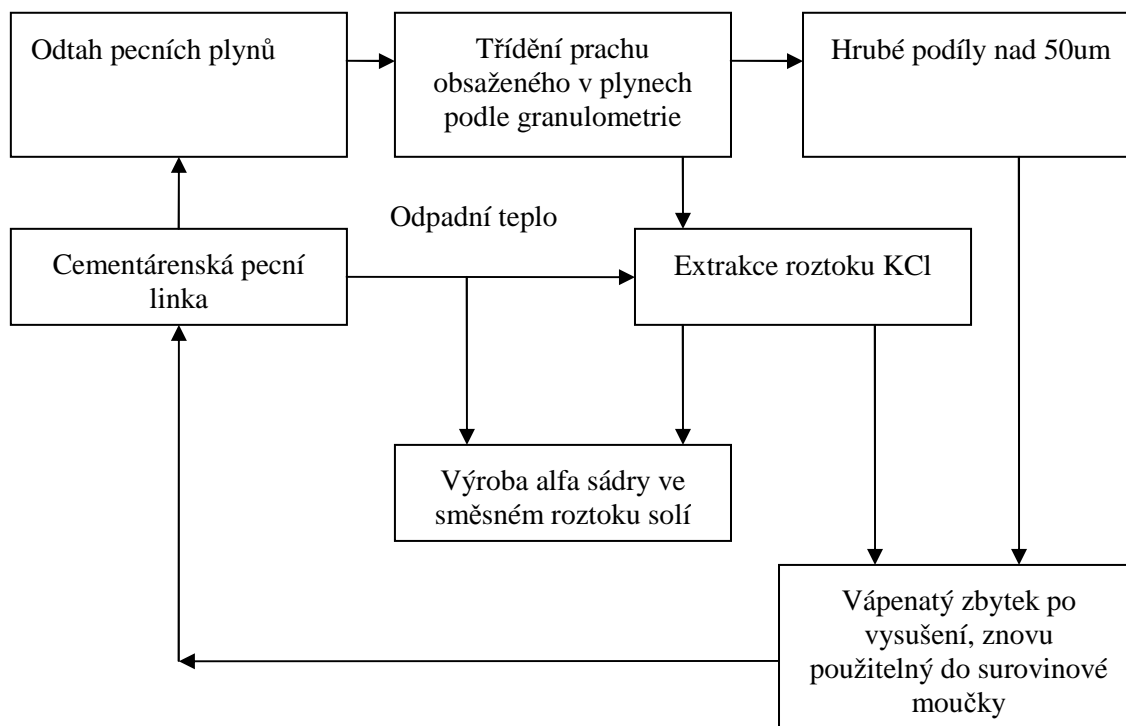 Odtah pecních plynů
Třídění prachu
obsaženého v plynech
podle granulometrie
Hrubé podíly nad 50um
Odpadní teplo
Cementárenská pecní
linka
Extrakce roztoku KCl
Výroba alfa sádry ve
směsném roztoku solí
Vápenatý zbytek po
vysušení, znovu
použitelný do surovinové
moučky